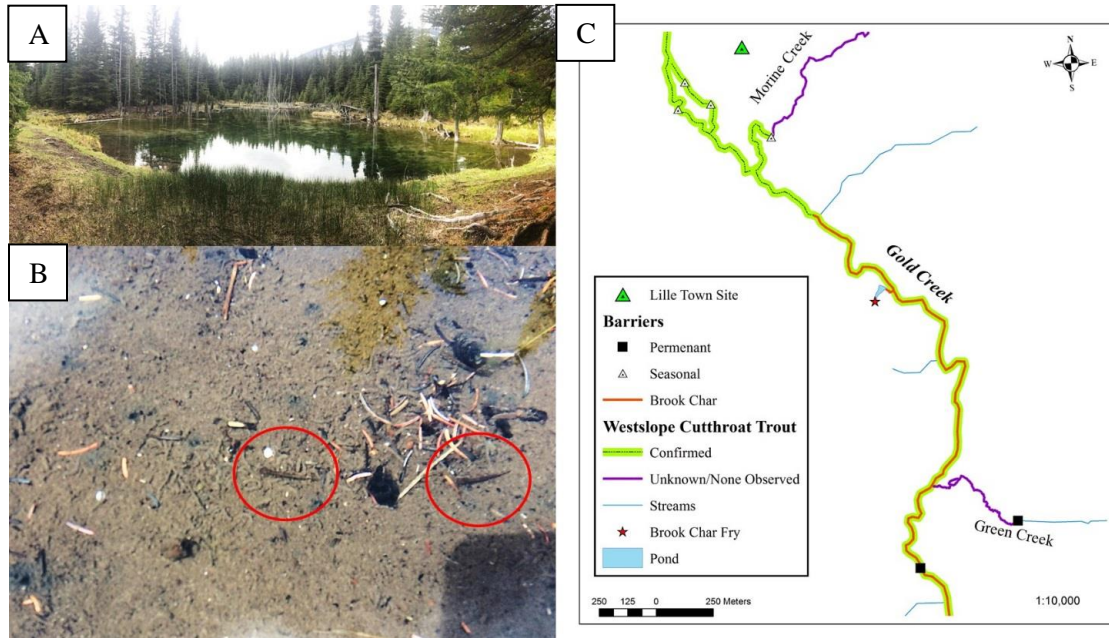 A
B
C
N
W E
S
Morine Creek
Gold Creek
Green Creek
Lille Town Site
Barriers
Permenant
Seasonal
Brook Char
Westslope Cutthroat Trout
Confirmed
Unknown/None Observed
Streams
Brook Char Fry
Pond
250 125 0 250 Meters
1:10,000